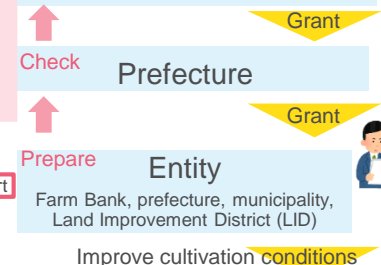 Grant
Check
Prefecture
Grant
Prepare
Entity
Farm Bank, prefecture, municipality,
Land Improvement District (LID)
Improve cultivation conditions